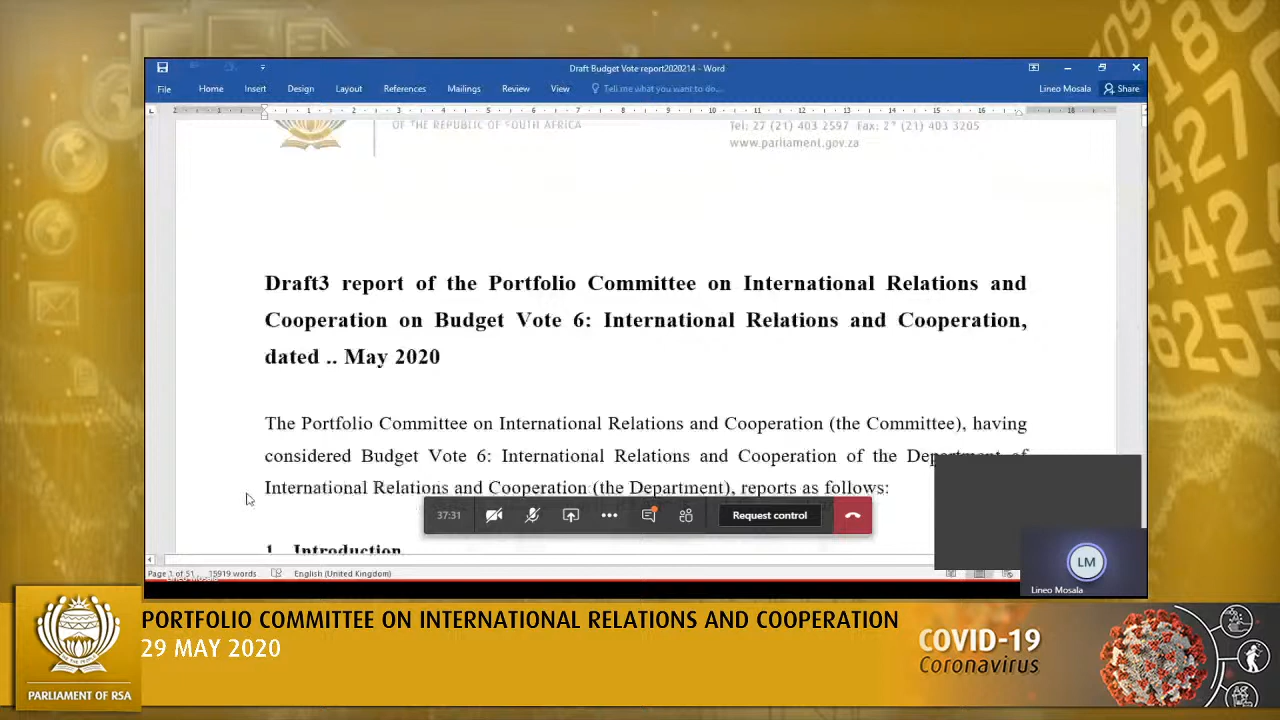 Draft Budget Vote report2020214 - Word
File Home Insert Design Layout References Mailings Review View Tell me what you want to do... Lineo Mosala Share
OF THE REPUBLIC OF SOUTH AFRICA
Tel: 27 (21) 403 2597 Fax: 2* (21) 403 3205
www.parliament.gov.za
Draft3 report of the Portfolio Committee on International Relations and
Cooperation on Budget Vote 6: International Relations and Cooperation,
dated .. May 2020
The Portfolio Committee on International Relations and Cooperation (the Committee), having
considered Budget Vote 6: International Relations and Cooperation of the Department of
International Relations and Cooperation (the Department), reports as follows:
37:31 Request control
1. Introduction
Page 1 of 51 15919 words English (United Kingdom)
Lineo Mosala
LM
Lineo Mosala
PORTFOLIO COMMITTEE ON INTERNATIONAL RELATIONS AND COOPERATION
29 MAY 2020
PARLIAMENT OF RSA
COVID-19
Coronavirus